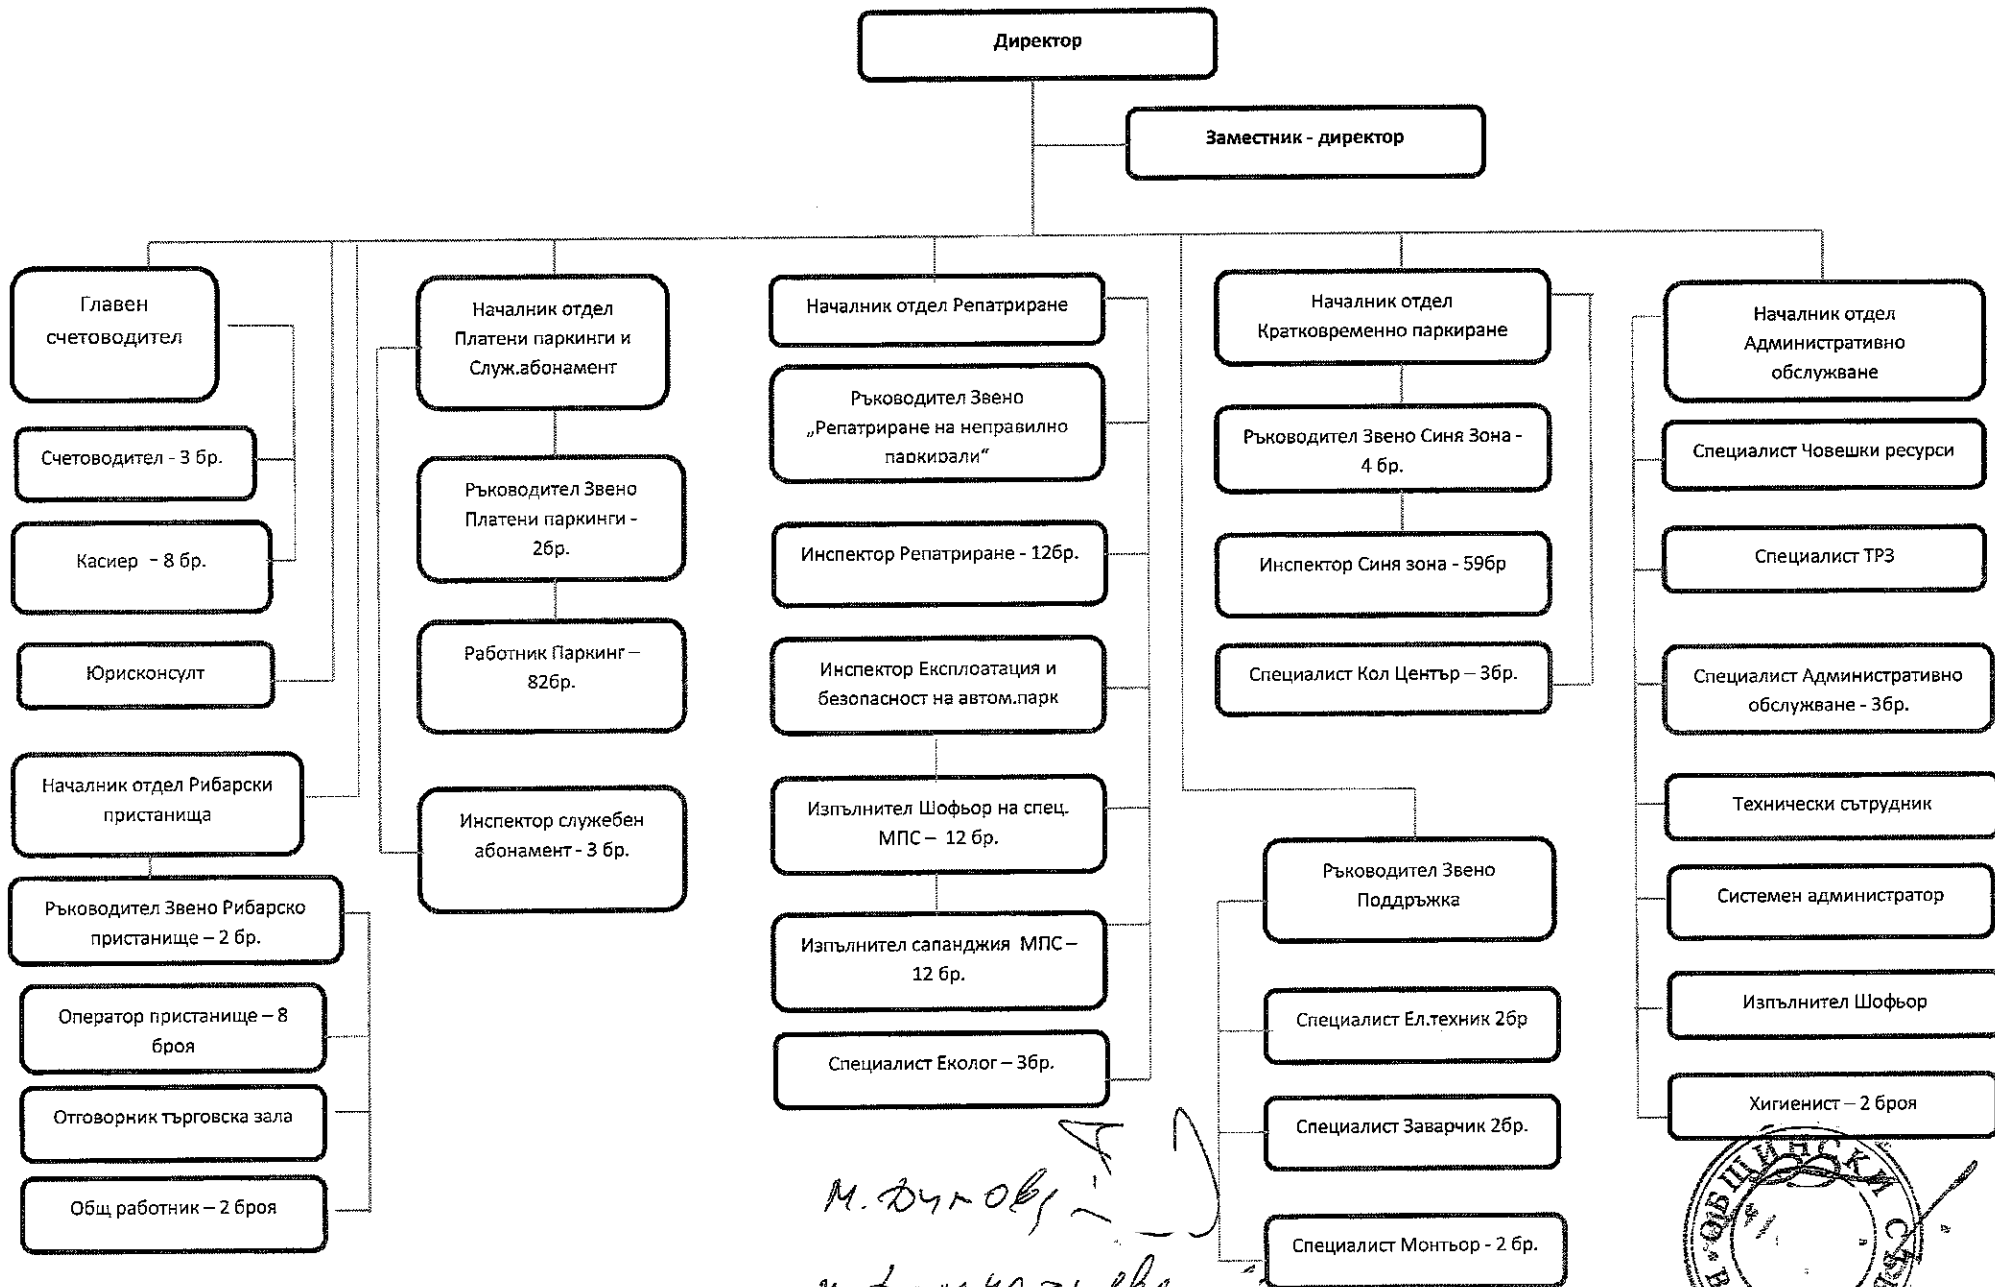 Директор
Заместник - директор
Главен
счетоводител
Счетоводител - 3 бр.
Касиер - 8 бр.
Юрисконсулт
Началник отдел Рибарски
пристанища
Ръководител Звено Рибарско
пристанище – 2 бр.
Оператор пристанище – 8
броя
Отговорник търговска зала
Общ работник – 2 броя
Началник отдел
Платени паркинги и
Служ.абонамент
Ръководител Звено
Платени паркинги -
2бр.
Работник Паркинг –
82бр.
Инспектор служебен
абонамент - 3 бр.
Началник отдел Репатриране
Ръководител Звено
„Репатриране на неправилно
паркирали“
Инспектор Репатриране - 12бр.
Инспектор Експлоатация и
безопасност на автом.парк
Изпълнител Шофьор на спец.
МПС – 12 бр.
Изпълнител сапанджия МПС –
12 бр.
Специалист Еколог – 3бр.
Началник отдел
Кратковременно паркиране
Ръководител Звено Синя Зона -
4 бр.
Инспектор Синя зона - 59бр
Специалист Кол Център – 3бр.
Ръководител Звено
Поддръжка
Специалист Ел.техник 2бр
Специалист Заварчик 2бр.
Специалист Монтьор - 2 бр.
Началник отдел
Административно
обслужване
Специалист Човешки ресурси
Специалист ТРЗ
Специалист Административно
обслужване - 3бр.
Технически сътрудник
Системен администратор
Изпълнител Шофьор
Хигиенист – 2 броя
ОБЩИНСКИ